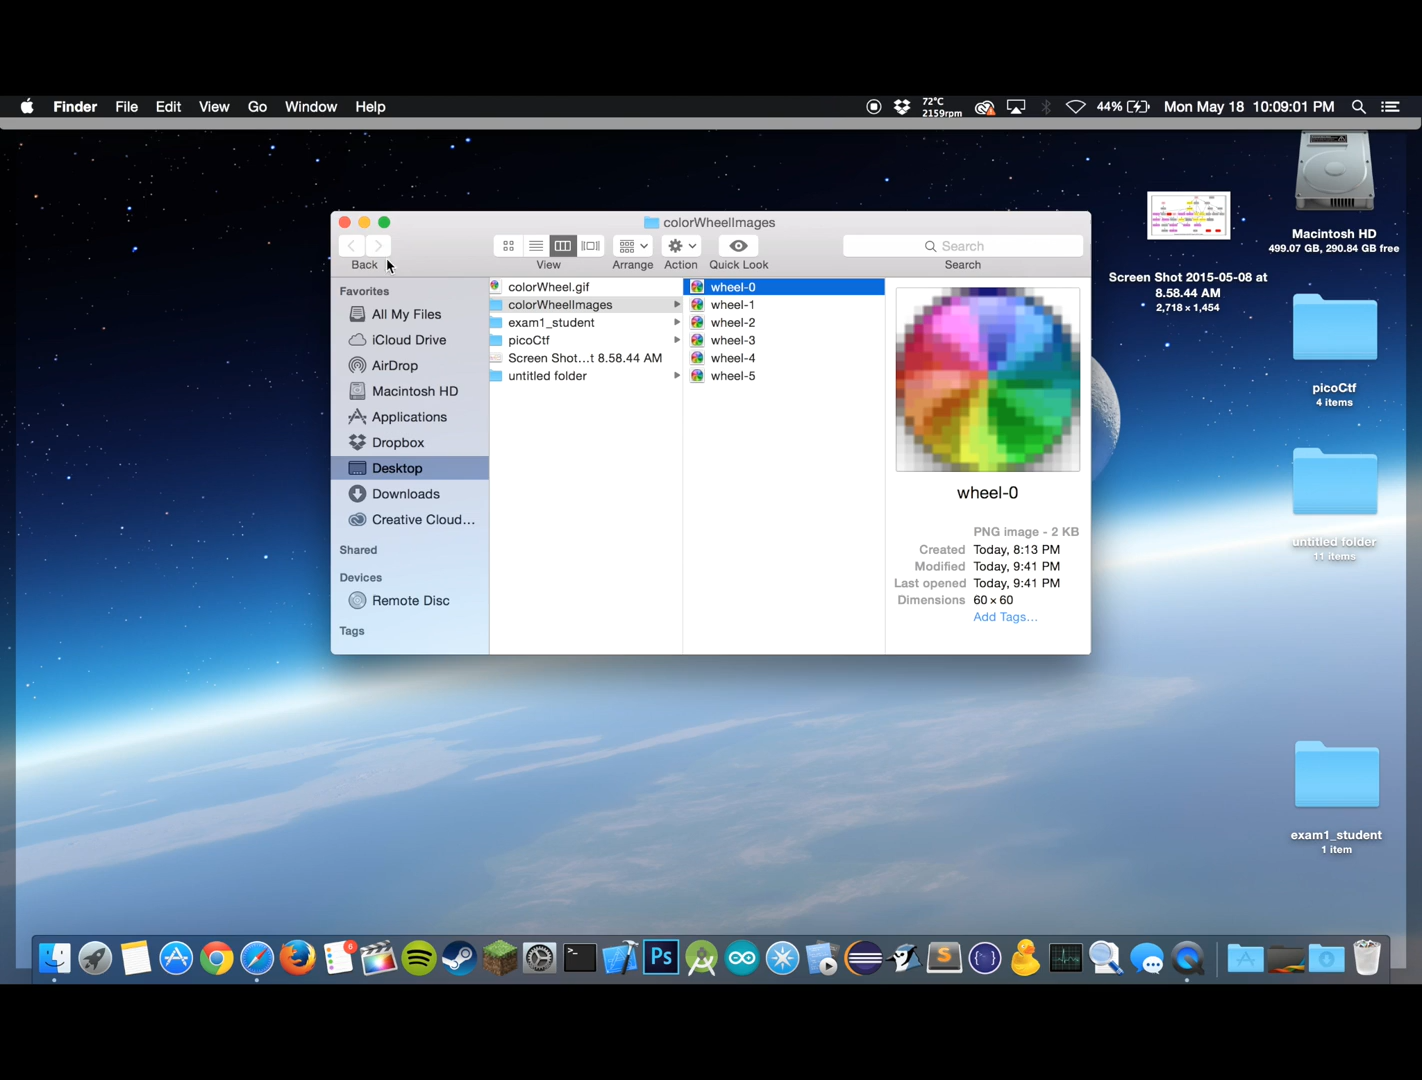 Finder File Edit View Go Window Help
72°C
2159rpm
44%
Mon May 18 10:09:01 PM
colorWheelImages
Search
Back
View
Arrange
Action
Quick Look
Search
Favorites
All My Files
iCloud Drive
AirDrop
Macintosh HD
Applications
Dropbox
Desktop
Downloads
Creative Cloud...
Shared
Devices
Remote Disc
Tags
colorWheel.gif
colorWheelImages
exam1_student
picoCtf
Screen Shot...t 8.58.44 AM
untitled folder
wheel-0
wheel-1
wheel-2
wheel-3
wheel-4
wheel-5
wheel-0
PNG image - 2 KB
Created Today, 8:13 PM
Modified Today, 9:41 PM
Last opened Today, 9:41 PM
Dimensions 60 × 60
Add Tags...
Macintosh HD
499.07 GB, 290.84 GB free
Screen Shot 2015-05-08 at
8.58.44 AM
2,718 × 1,454
picoCtf
4 items
untitled folder
11 items
exam1_student
1 item
6
Ps
S